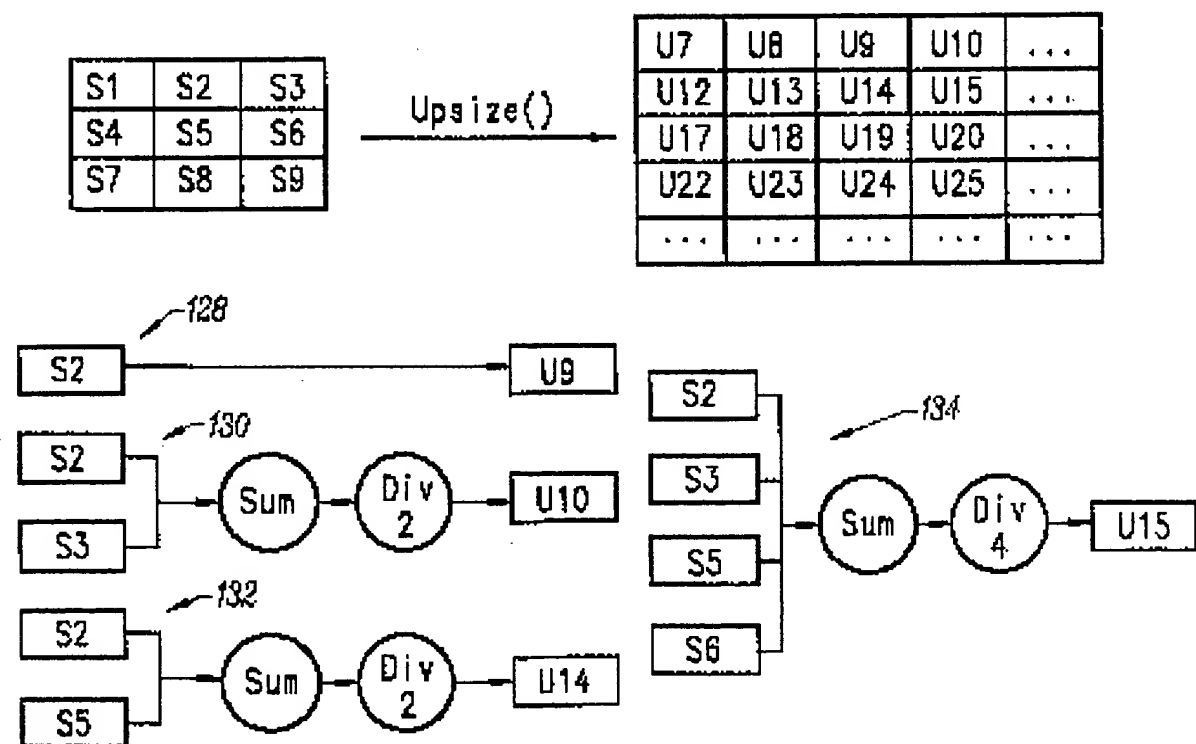 S1 S2 S3
S4 S5 S6
S7 S8 S9
Upsize()
U7 U8 U9 U10 ...
U12 U13 U14 U15 ...
U17 U18 U19 U20 ...
U22 U23 U24 U25 ...
... ... ... ... ...
128
S2 U9
130
S2
S3
Sum
Div
2
U10
132
S2
S5
Sum
Div
2
U14
134
S2
S3
S5
S6
Sum
Div
4
U15